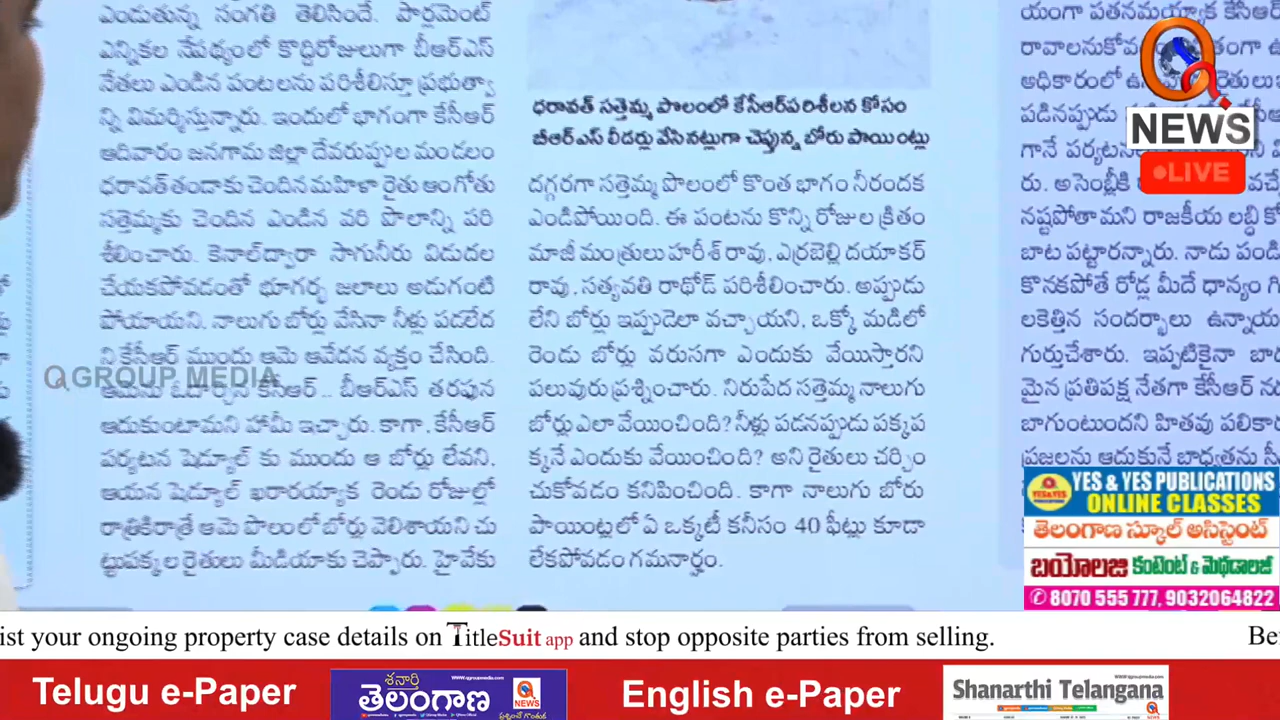 ఎండుతున్న సంగతి తెలిసిందే. పార్లమెంట్
ఎన్నికల నేపథ్యంలో కొద్దిరోజులుగా బీఆర్ఎస్
నేతలు ఎండిన పంటలను పరిశీలిస్తూ ప్రభుత్వా
న్ని విమర్శిస్తున్నారు. ఇందులో భాగంగా కేసీఆర్
ఆదివారం జనగామ జిల్లా దేవరుప్పుల మండలం
ధరావత్ తండాకు చెందిన మహిళా రైతు ఆంగోతు
సత్తెమ్మకు చెందిన ఎండిన వరి పొలాన్ని పరి
శీలించారు. కెనాల్ ద్వారా సాగునీరు విడుదల
చేయకపోవడంతో భూగర్భ జలాలు అడుగంటి
పోయాయని, నాలుగు బోర్లు వేసినా నీళ్లు పడలేద
ని కేసీఆర్ ముందు ఆమె ఆవేదన వ్యక్తం చేసింది.
ఆమెను ఓదార్చిన కేసీఆర్.. బీఆర్ఎస్ తరఫున
ఆదుకుంటామని హామీ ఇచ్చారు. కాగా, కేసీఆర్
పర్యటన షెడ్యూల్ కు ముందు ఆ బోర్లు లేవని,
ఆయన షెడ్యూల్ ఖరారయ్యాకే రెండు రోజుల్లో
రాత్రికిరాత్రే ఆమె పొలంలో బోర్లు వెలిశాయని చు
ట్టుపక్కల రైతులు మీడియాకు చెప్పారు. హైవేకు
ధరావత్ సత్తెమ్మ పొలంలో కేసీఆర్ పరిశీలన కోసం
బీఆర్ఎస్ లీడర్లు వేసినట్లుగా చెప్తున్న బోరు పాయింట్లు
దగ్గరగా సత్తెమ్మ పొలంలో కొంత భాగం నీరందక
ఎండిపోయింది. ఈ పంటను కొన్ని రోజుల క్రితం
మాజీ మంత్రులు హరీశ్ రావు, ఎర్రబెల్లి దయాకర్
రావు, సత్యవతి రాథోడ్ పరిశీలించారు. అప్పుడు
లేని బోర్లు ఇప్పుడెలా వచ్చాయని, ఒక్కో మడిలో
రెండు బోర్లు వరుసగా ఎందుకు వేయిస్తారని
పలువురు ప్రశ్నించారు. నిరుపేద సత్తెమ్మ నాలుగు
బోర్లు ఎలా వేయించింది? నీళ్లు పడనప్పుడు పక్కప
క్కనే ఎందుకు వేయించింది? అని రైతులు చర్చిం
చుకోవడం కనిపించింది. కాగా నాలుగు బోరు
పాయింట్లలో ఏ ఒక్కటీ కనీసం 40 ఫీట్లు కూడా
లేకపోవడం గమనార్హం.
యంగా పతనమయ్యాక కేసీఆర్
రావాలనుకోవ
అధికారంలో రైతులు
పడినప్పుడు
గానే
రు. అసెంబ్లీకి
నష్టపోతామని రాజకీయ లబ్ధి
బాట పట్టారన్నారు. నాడు
కొనకపోతే రోడ్ల మీదే ధాన్యం
లకెత్తిన సందర్భాలు ఉన్నాయ
గుర్తుచేశారు. ఇప్పటికైనా
మైన ప్రతిపక్ష నేతగా కేసీఆర్
బాగుంటుందని హితవు పలికారు
ప్రజలను ఆదుకునే బాధ్యతను
Q GROUP MEDIA
Q
NEWS
LIVE
YES & YES PUBLICATIONS
ONLINE CLASSES
తెలంగాణ స్కూల్ అసిస్టెంట్
బయోలజి కంటెంట్ & మెథడాలజీ
8070 555 777, 9032064822
ist your ongoing property case details on TitleSuit app and stop opposite parties from selling. Be
Telugu e-Paper శనార్తి తెలంగాణ NEWS English e-Paper Shanarthi Telangana